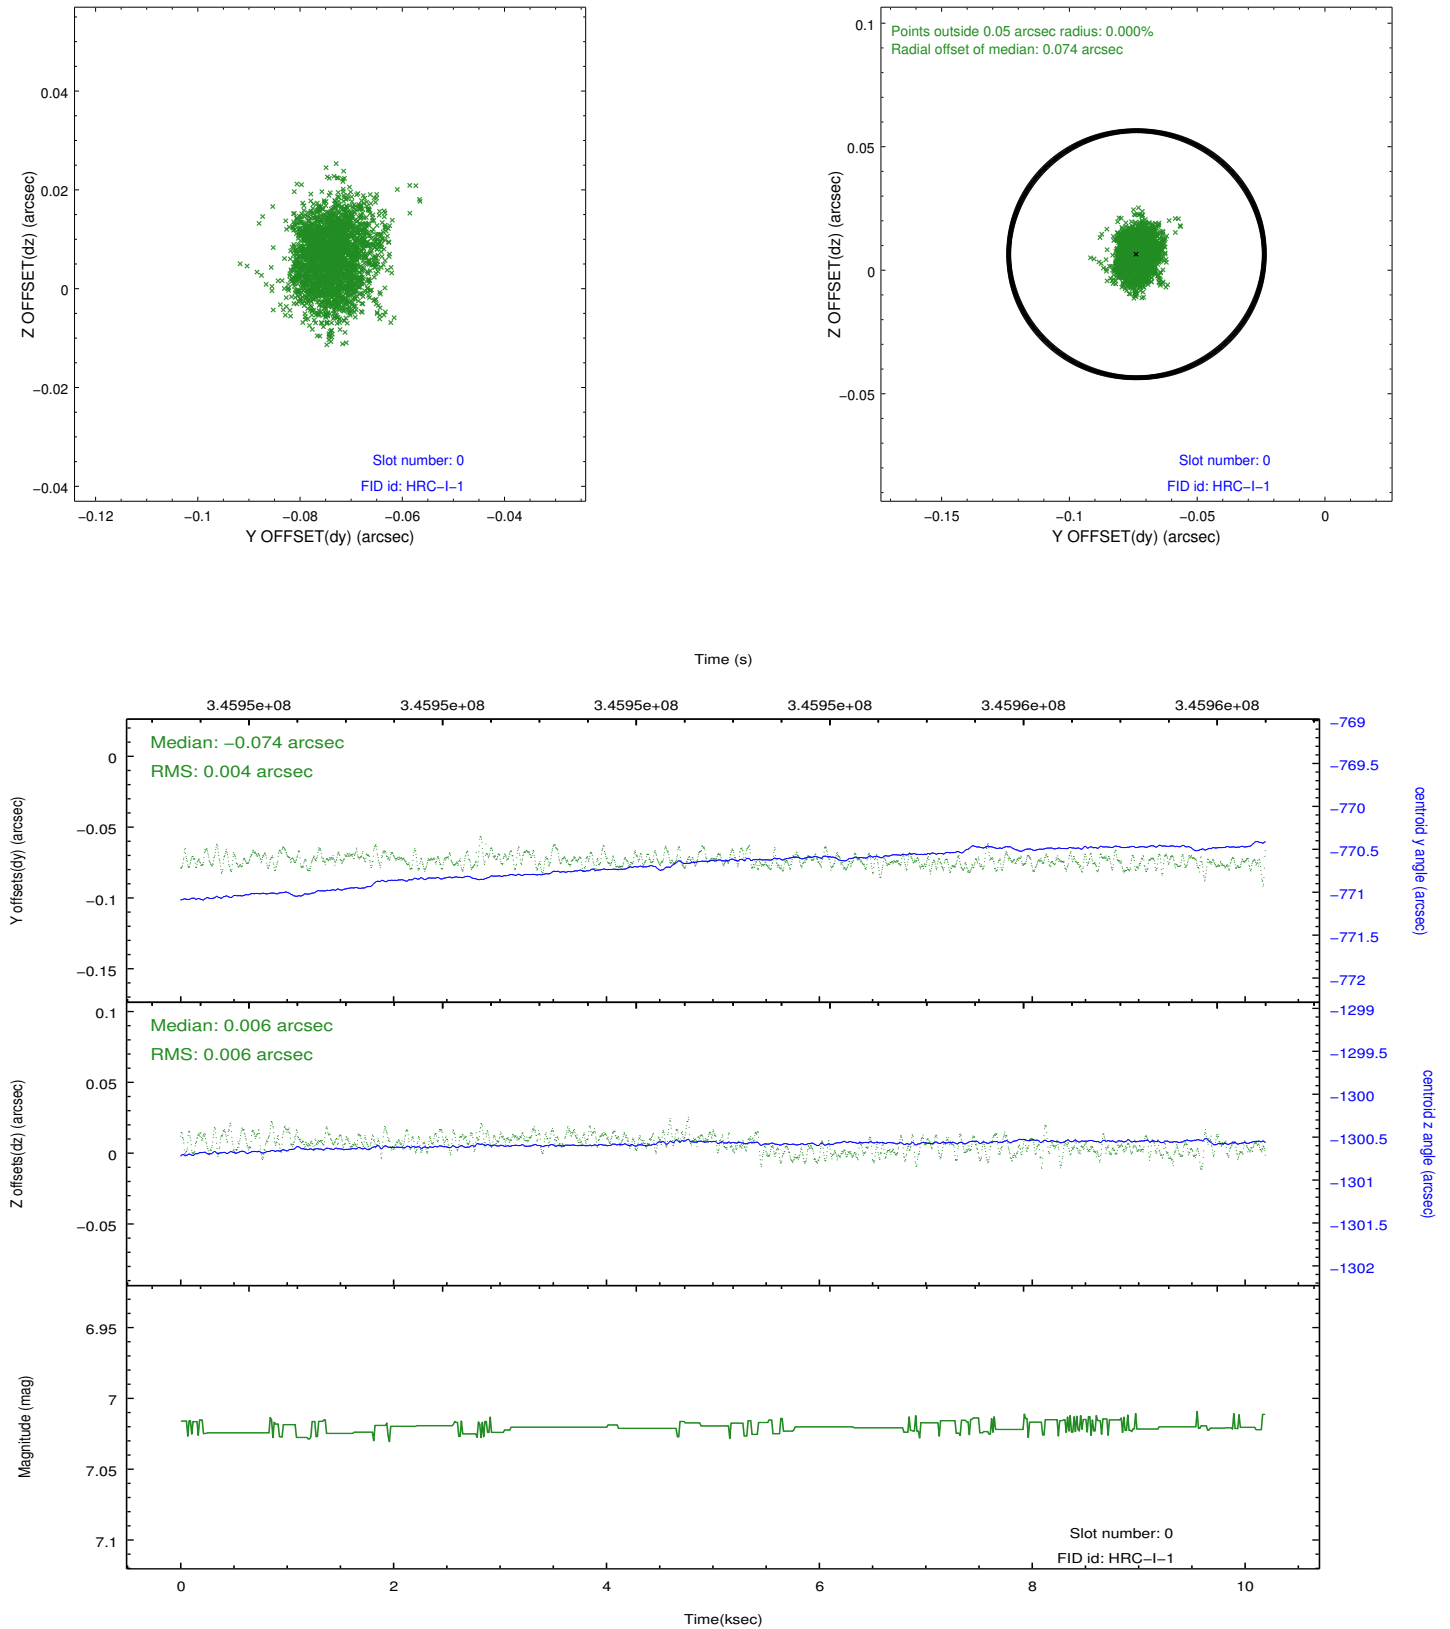 0.04
0.02
0
−0.02
−0.04
Z OFFSET(dz) (arcsec)
Slot number: 0
FID id: HRC−I−1
−0.12
−0.1
−0.08
−0.06
−0.04
Y OFFSET(dy) (arcsec)
Points outside 0.05 arcsec radius: 0.000%
Radial offset of median: 0.074 arcsec
0.1
0.05
0
−0.05
Z OFFSET(dz) (arcsec)
Slot number: 0
FID id: HRC−I−1
−0.15
−0.1
−0.05
0
Y OFFSET(dy) (arcsec)
Time (s)
3.4595e+08
3.4595e+08
3.4595e+08
3.4595e+08
3.4596e+08
3.4596e+08
Median: −0.074 arcsec
RMS: 0.004 arcsec
0
−0.05
−0.1
−0.15
Y offsets(dy) (arcsec)
−769
−769.5
−770
−770.5
−771
−771.5
−772
centroid y angle (arcsec)
Median: 0.006 arcsec
RMS: 0.006 arcsec
0.1
0.05
0
−0.05
Z offsets(dz) (arcsec)
−1299
−1299.5
−1300
−1300.5
−1301
−1301.5
−1302
centroid z angle (arcsec)
6.95
7
7.05
7.1
Magnitude (mag)
Slot number: 0
FID id: HRC−I−1
0
2
4
6
8
10
Time(ksec)